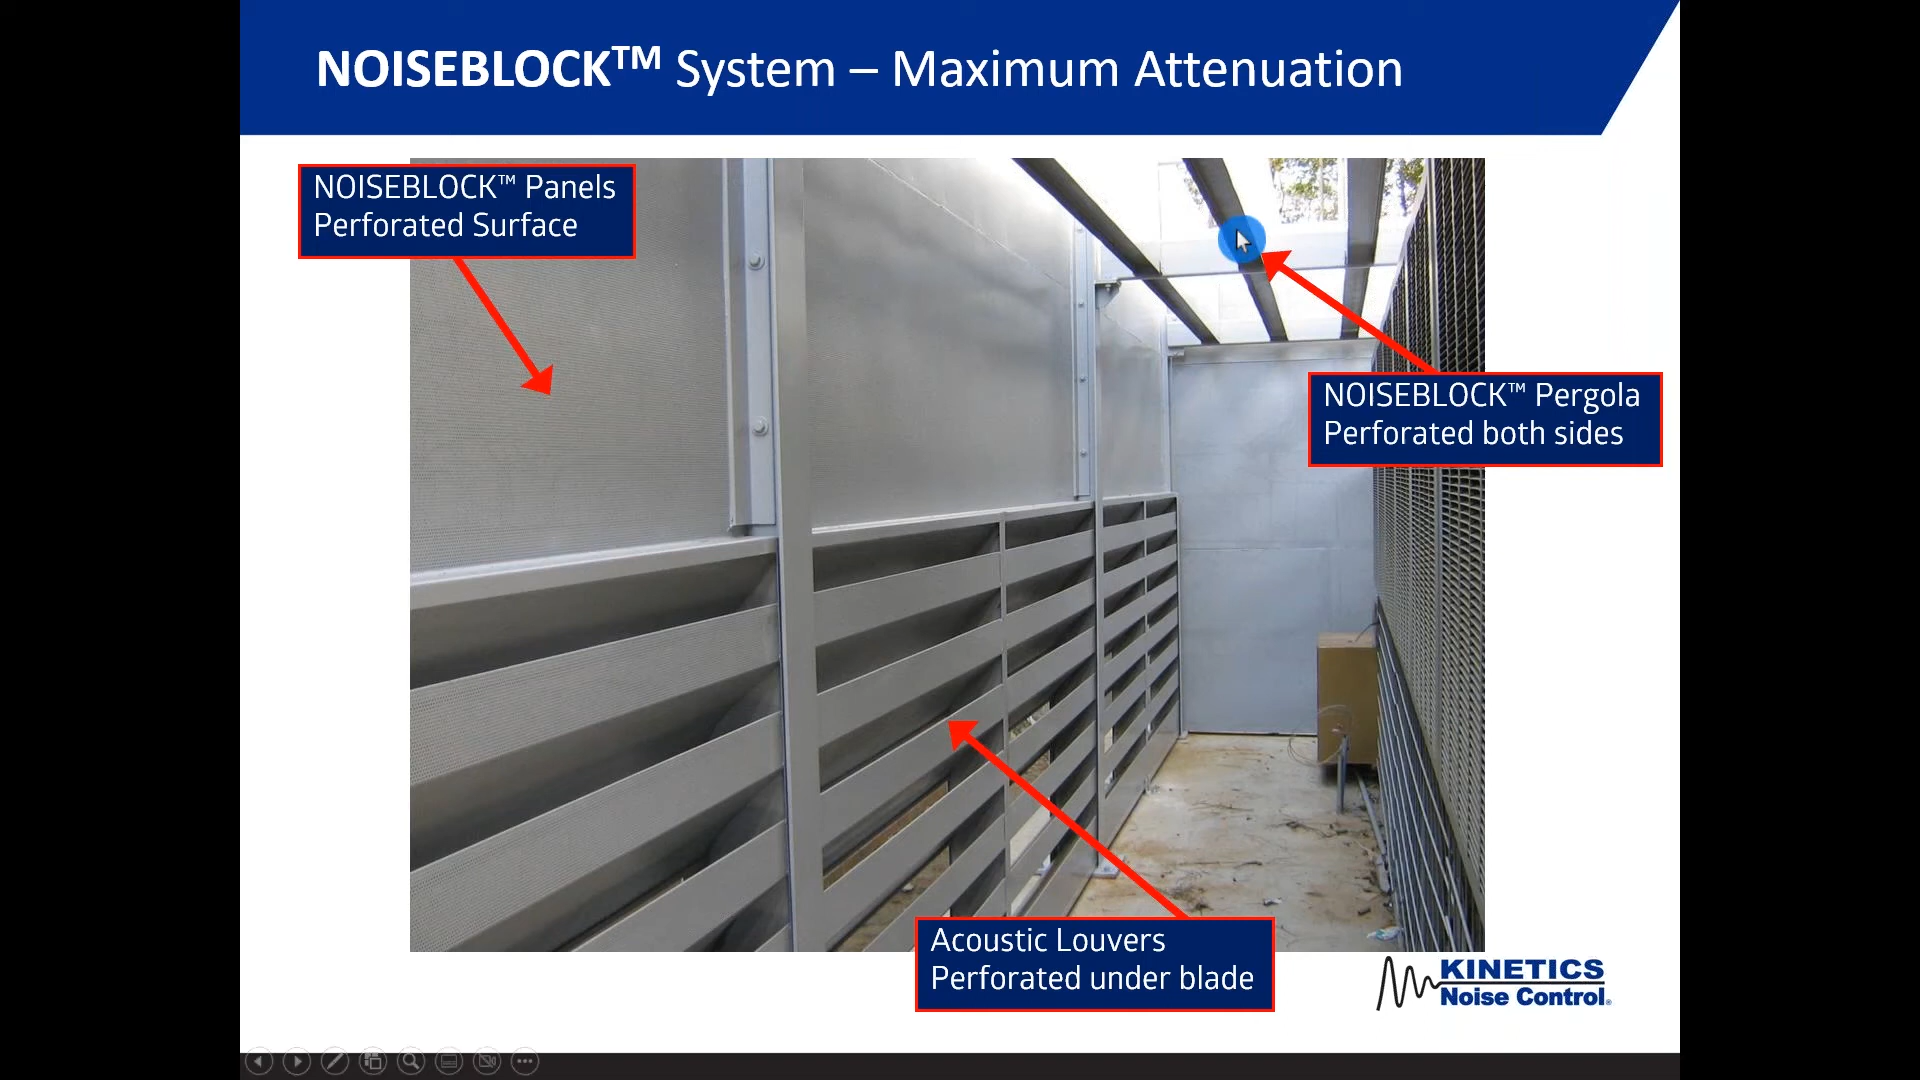 NOISEBLOCK™ System – Maximum Attenuation
NOISEBLOCK™ Panels
Perforated Surface
NOISEBLOCK™ Pergola
Perforated both sides
Acoustic Louvers
Perforated under blade
KINETICS
Noise Control®